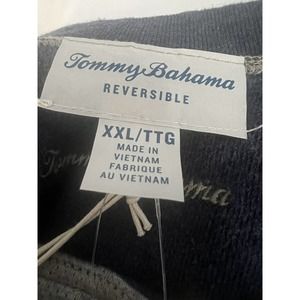 Tommy Bahama
REVERSIBLE
XXL/TTG
MADE IN
VIETNAM
FABRIQUE
AU VIETNAM